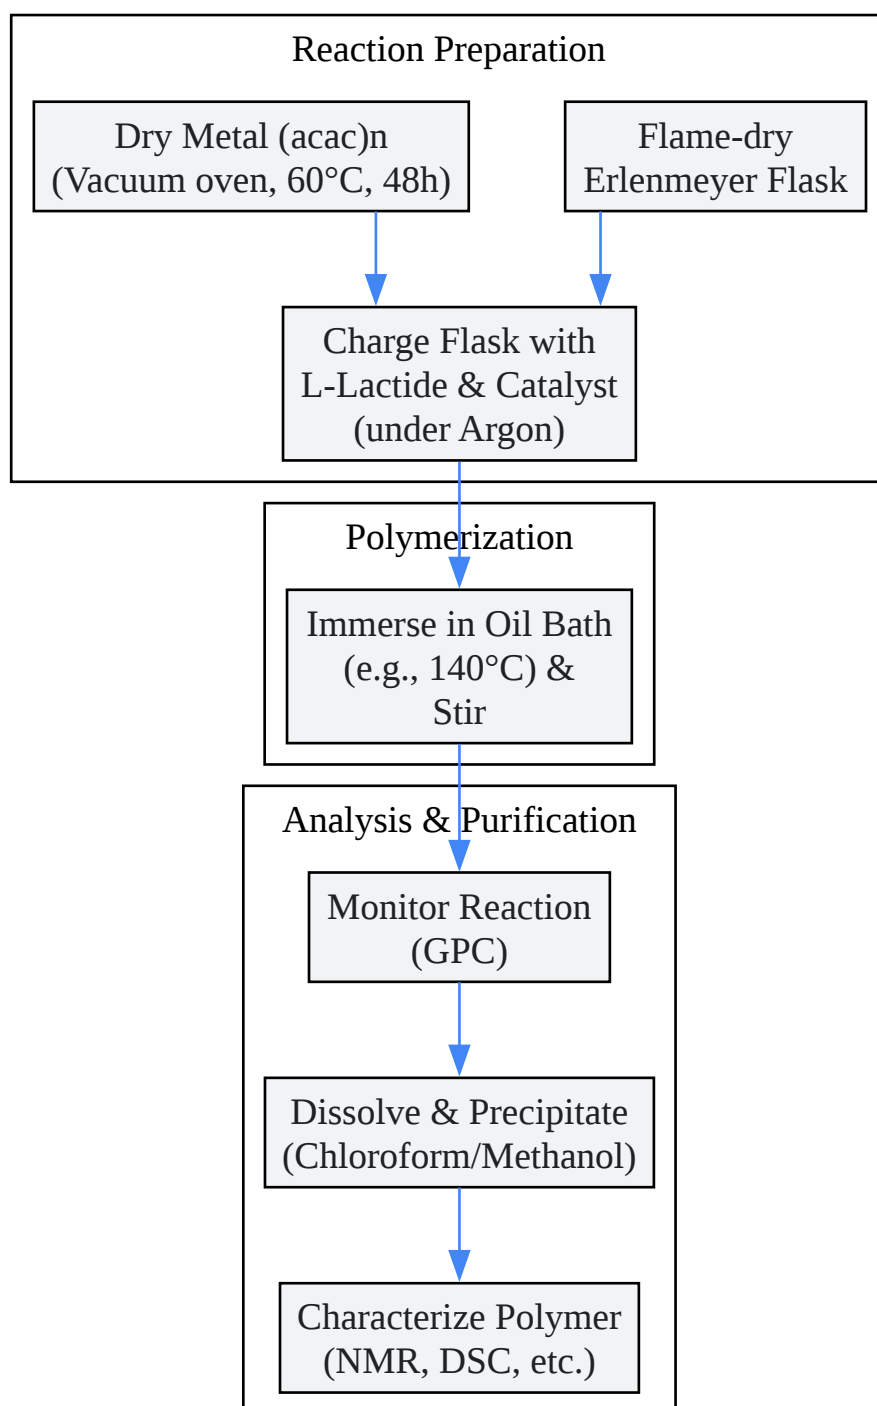 Reaction Preparation
Dry Metal (acac)n
(Vacuum oven, 60°C, 48h)
Flame-dry
Erlenmeyer Flask
Charge Flask with
L-Lactide & Catalyst
(under Argon)
Polymerization
Immerse in Oil Bath
(e.g., 140°C) &
Stir
Analysis & Purification
Monitor Reaction
(GPC)
Dissolve & Precipitate
(Chloroform/Methanol)
Characterize Polymer
(NMR, DSC, etc.)